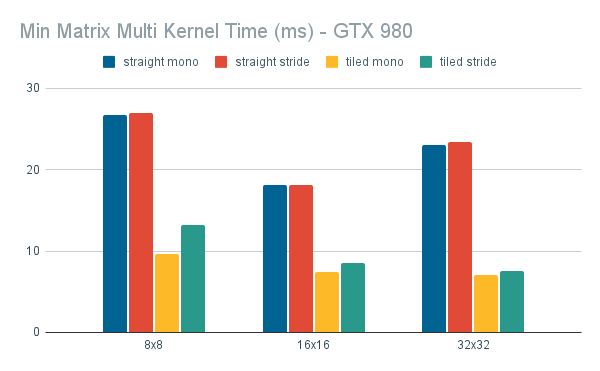 Min Matrix Multi Kernel Time (ms) - GTX 980
straight mono straight stride tiled mono tiled stride
30
20
10
0
8x8 16x16 32x32